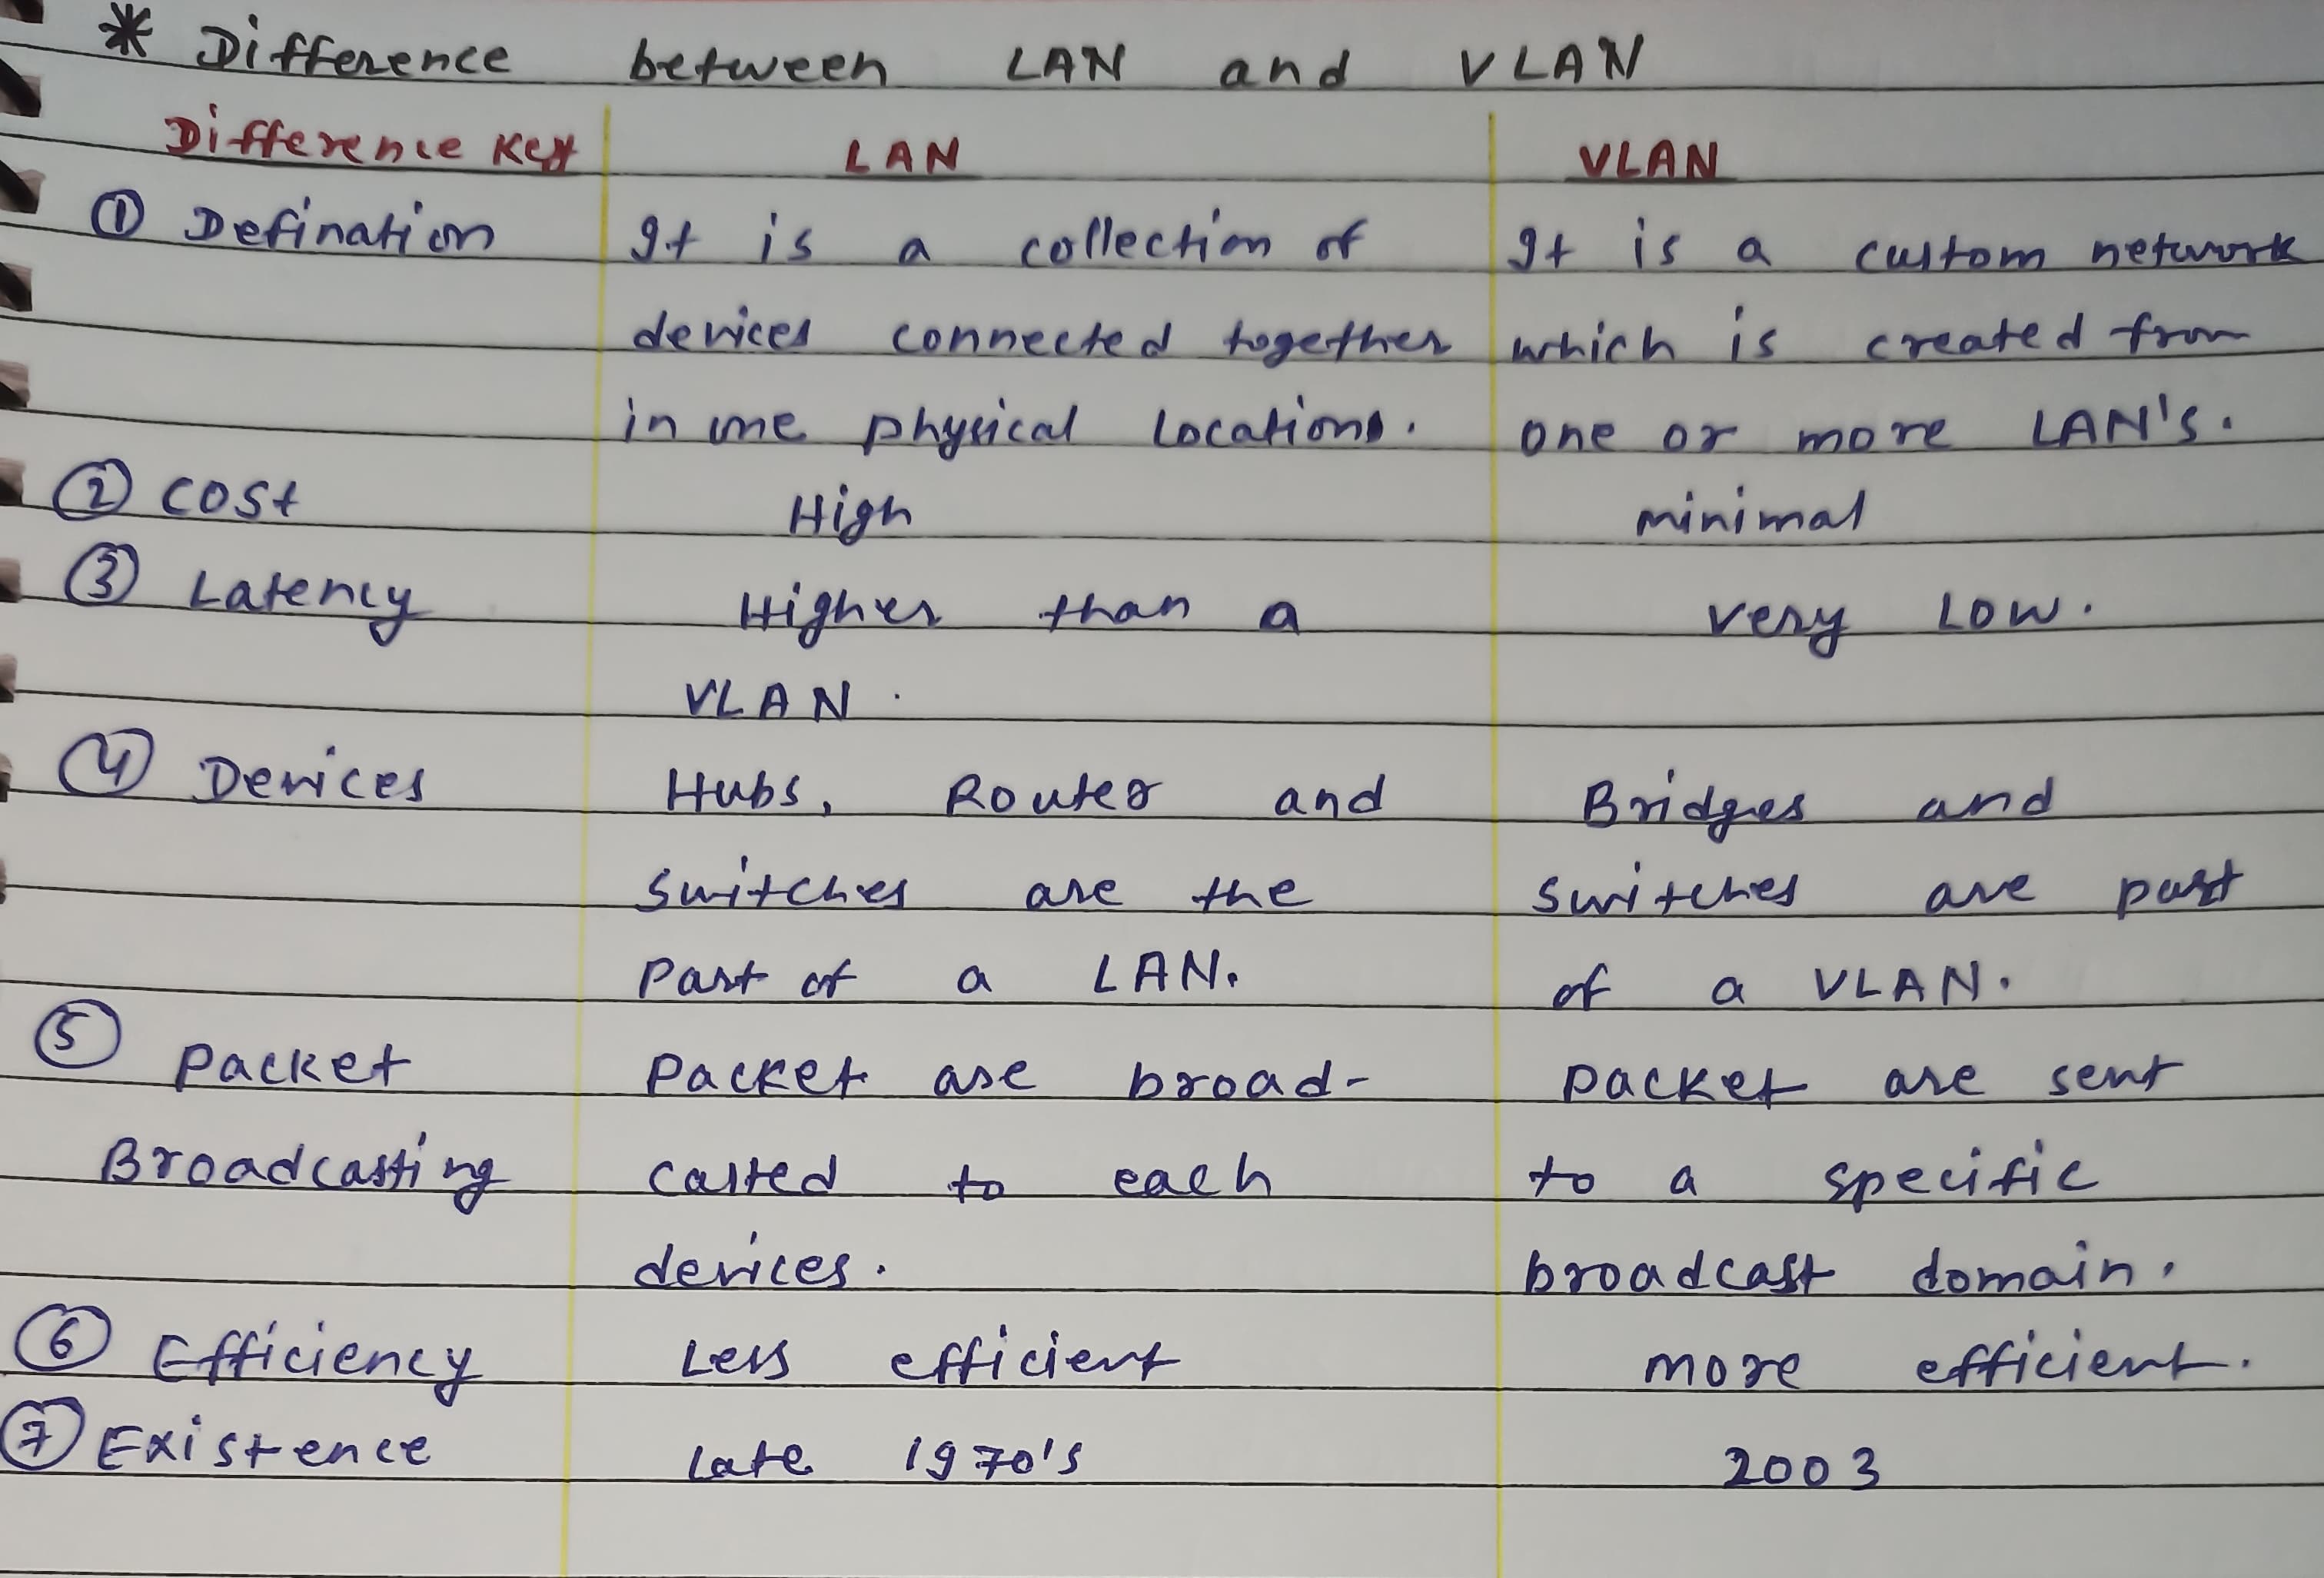 * Difference between LAN and VLAN
Difference Key LAN VLAN
① Defination It is a collection of It is a custom network
devices connected together which is created from
in one physical Locations. one or more LAN's.
② cost High minimal
③ Latency Higher than a very Low.
VLAN.
④ Devices Hubs, Router and Bridges and
switches are the switches are part
Part of a LAN. of a VLAN.
⑤ Packet Packet are broad- packet are sent
Broadcasting casted to each to a specific
devices. broadcast domain.
⑥ Efficiency Less efficient more efficient.
⑦ Existence Late 1970's 2003